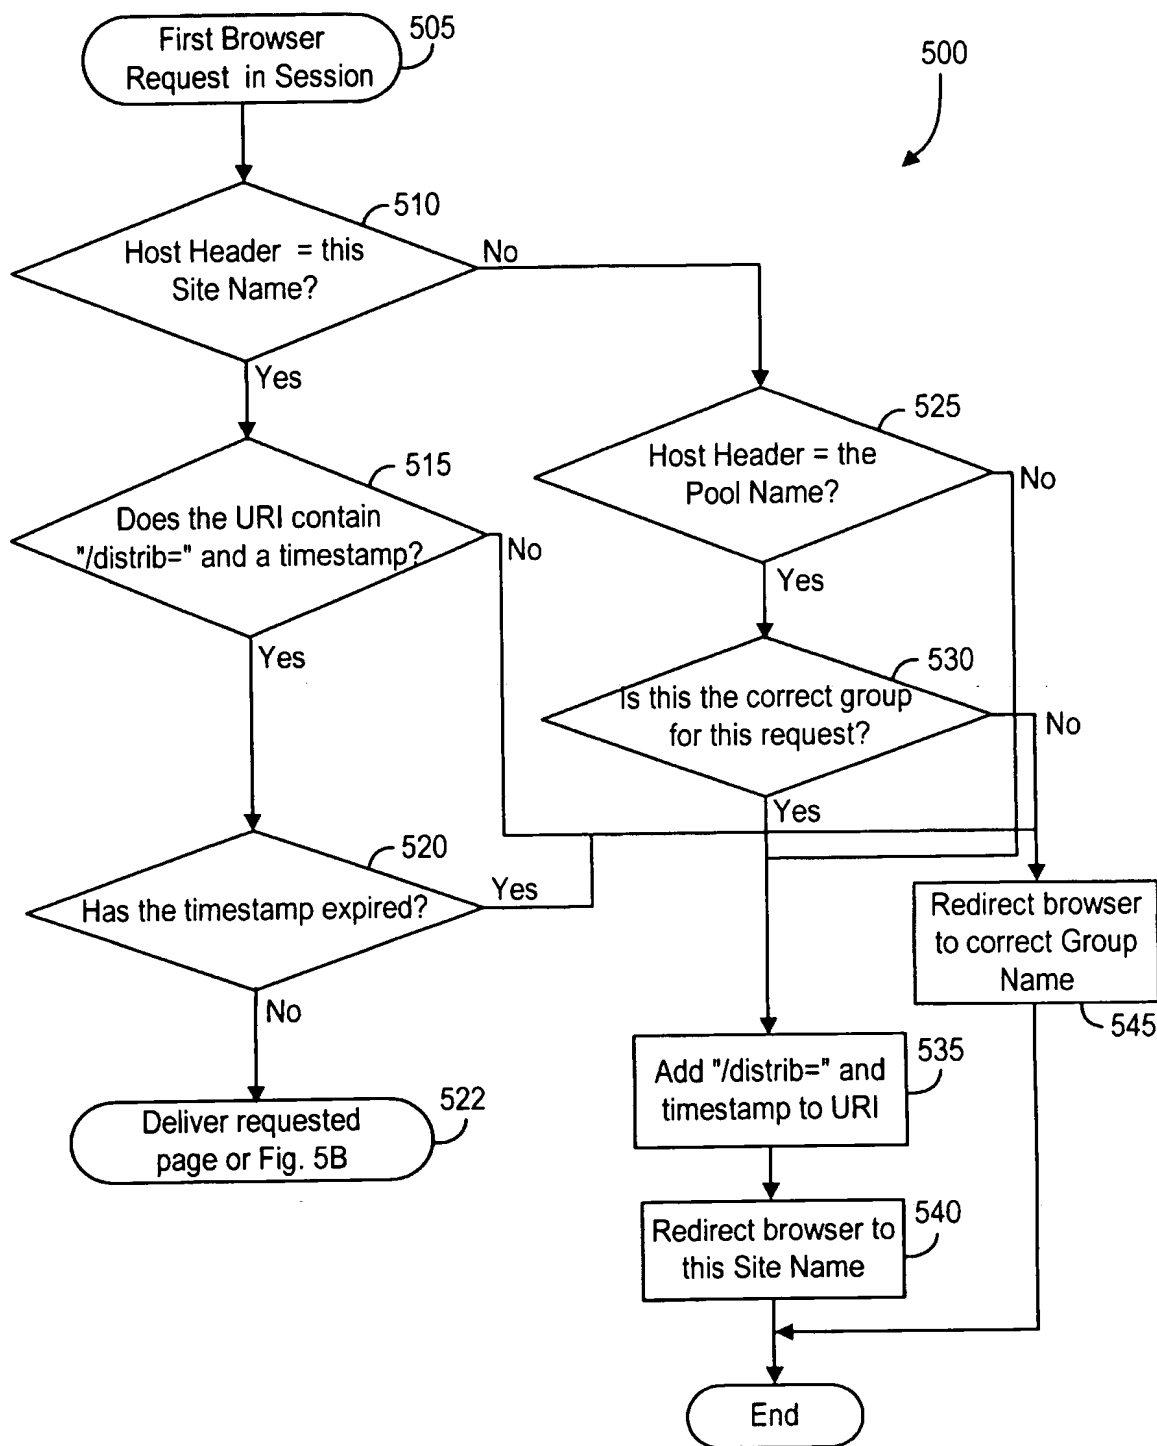 First Browser
Request in Session
505
500
Host Header = this
Site Name?
510
No
Yes
Host Header = the
Pool Name?
525
No
Does the URI contain
"/distrib=" and a timestamp?
515
No
Yes
Yes
Is this the correct group
for this request?
530
No
Yes
Has the timestamp expired?
520
Yes
No
Redirect browser
to correct Group
Name
545
Add "/distrib=" and
timestamp to URI
535
Deliver requested
page or Fig. 5B
522
Redirect browser to
this Site Name
540
End